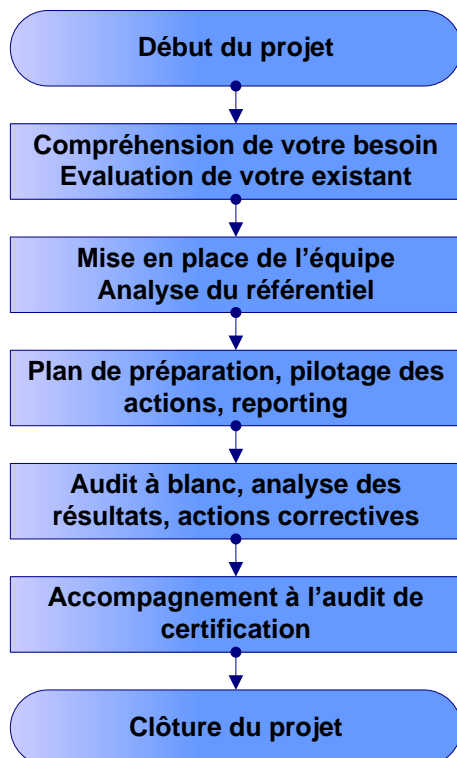 Début du projet
Compréhension de votre besoin
Evaluation de votre existant
Mise en place de l'équipe
Analyse du référentiel
Plan de préparation, pilotage des
actions, reporting
Audit à blanc, analyse des
résultats, actions correctives
Accompagnement à l'audit de
certification
Clôture du projet